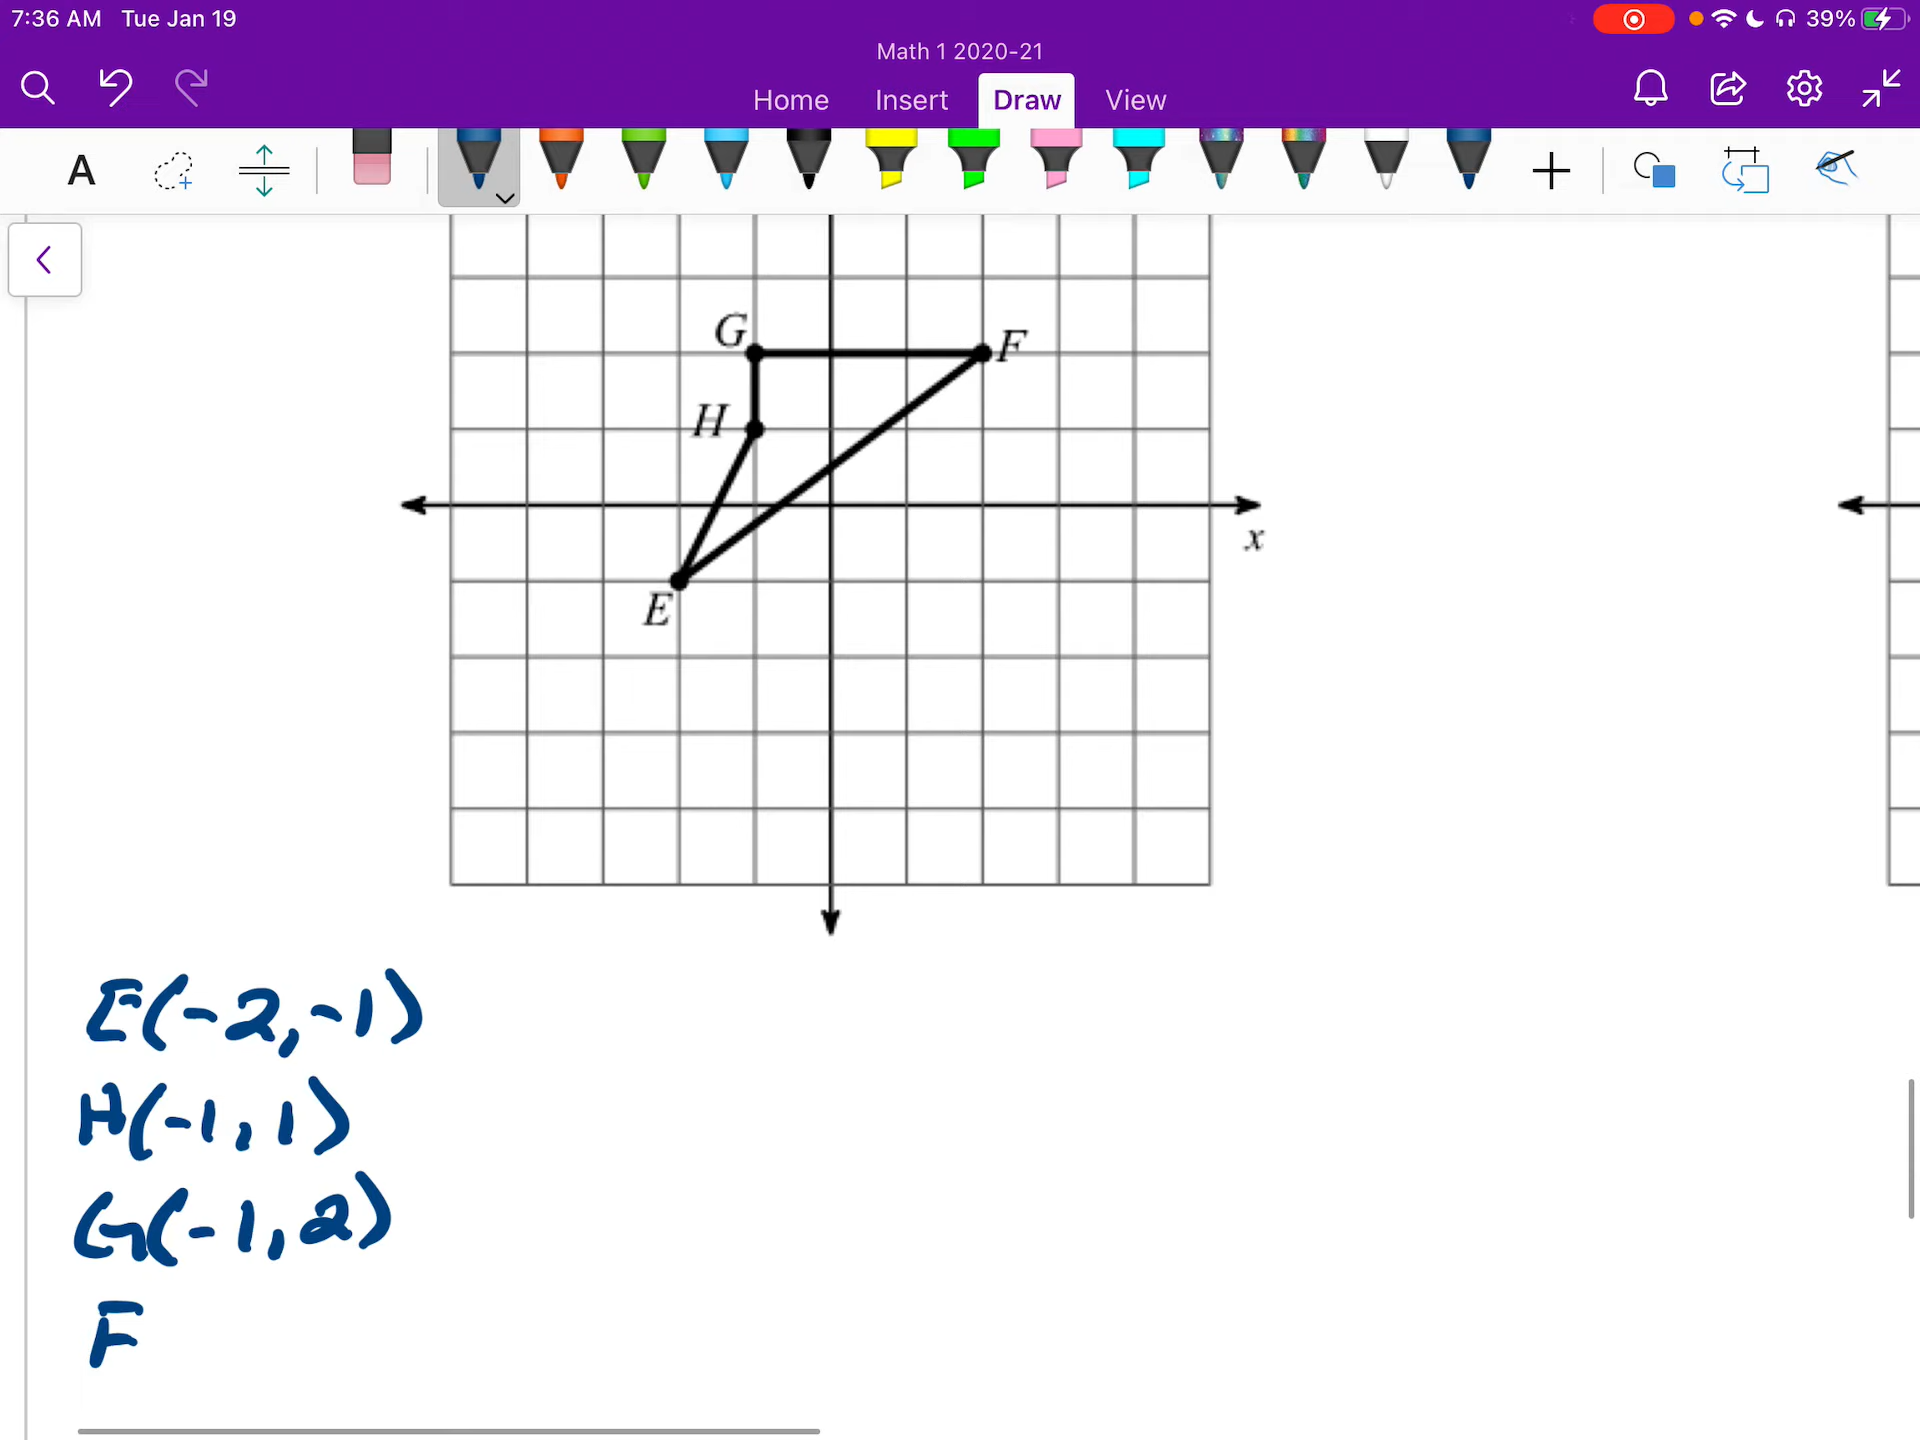 7:36 AM Tue Jan 19
39%
Math 1 2020-21
Home Insert Draw View
A
G
F
H
x
E
E(-2,-1)
H(-1,1)
G(-1,2)
F